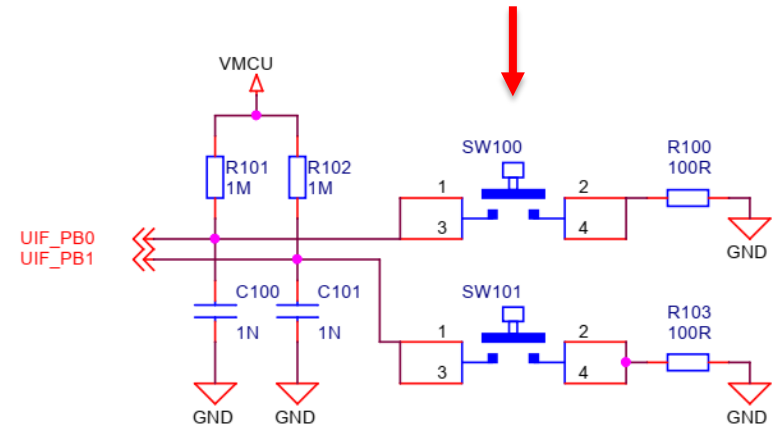 VMCU
R101
1M
R102
1M
UIF_PB0
UIF_PB1
C100
1N
C101
1N
GND
GND
SW100
1
3
2
4
R100
100R
GND
SW101
1
3
2
4
R103
100R
GND